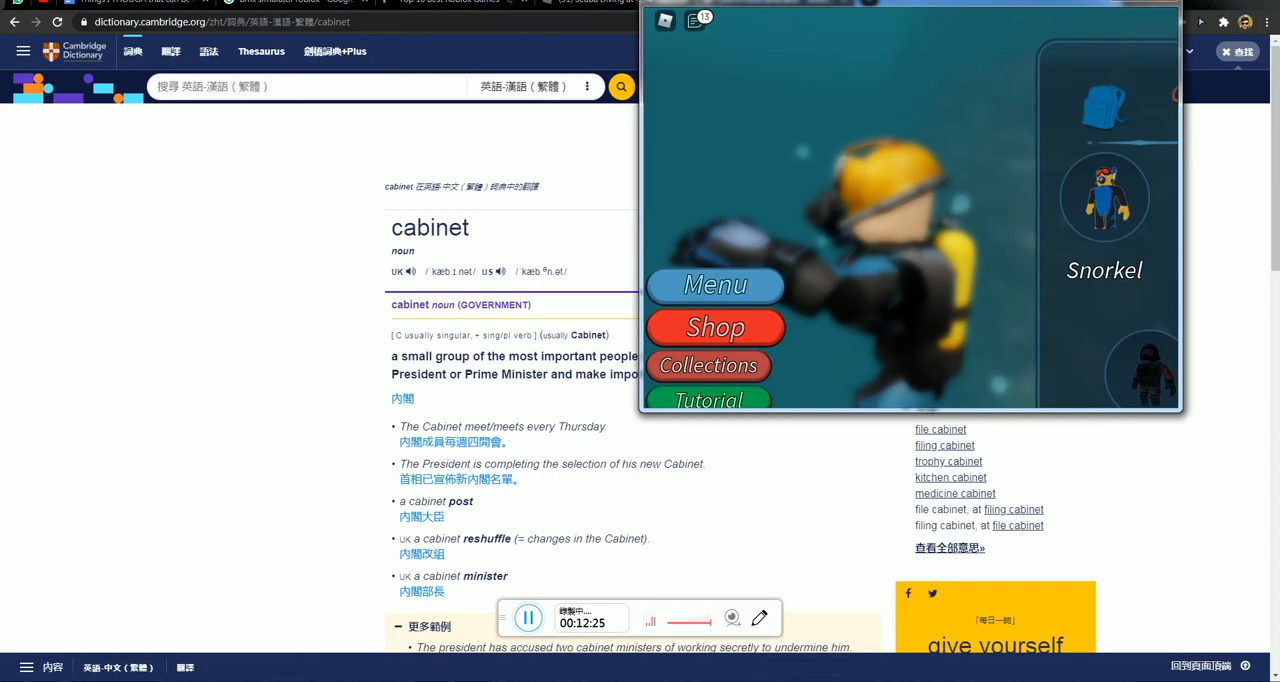 Top 10 best Roblox Games
dictionary.cambridge.org/zht/詞典/英語-漢語-繁體/cabinet
Cambridge
Dictionary
詞典
翻譯
語法
Thesaurus
劍橋詞典+Plus
查找
搜尋 英語-漢語（繁體）
英語-漢語（繁體）
cabinet 在英語-中文（繁體）詞典中的翻譯
cabinet
noun
UK /ˈkæb.ɪ.nət/ US /ˈkæb.ən.ət/
cabinet noun (GOVERNMENT)
[ C usually singular, + sing/pl verb ] (usually Cabinet)
a small group of the most important people
President or Prime Minister and make impo
內閣
• The Cabinet meet/meets every Thursday.
內閣成員每週四開會。
• The President is completing the selection of his new Cabinet.
首相已宣佈新內閣名單。
• a cabinet post
內閣大臣
• UK a cabinet reshuffle (= changes in the Cabinet).
內閣改組
• UK a cabinet minister
內閣部長
更多範例
• The president has accused two cabinet ministers of working secretly to undermine him.
13
Snorkel
Menu
Shop
Collections
Tutorial
file cabinet
filing cabinet
trophy cabinet
kitchen cabinet
medicine cabinet
file cabinet, at filing cabinet
filing cabinet, at file cabinet
查看全部意思»
「每日一詞」
give yourself
錄製中....
00:12:25
內容
英語-中文（繁體）
翻譯
回到頁面頂端